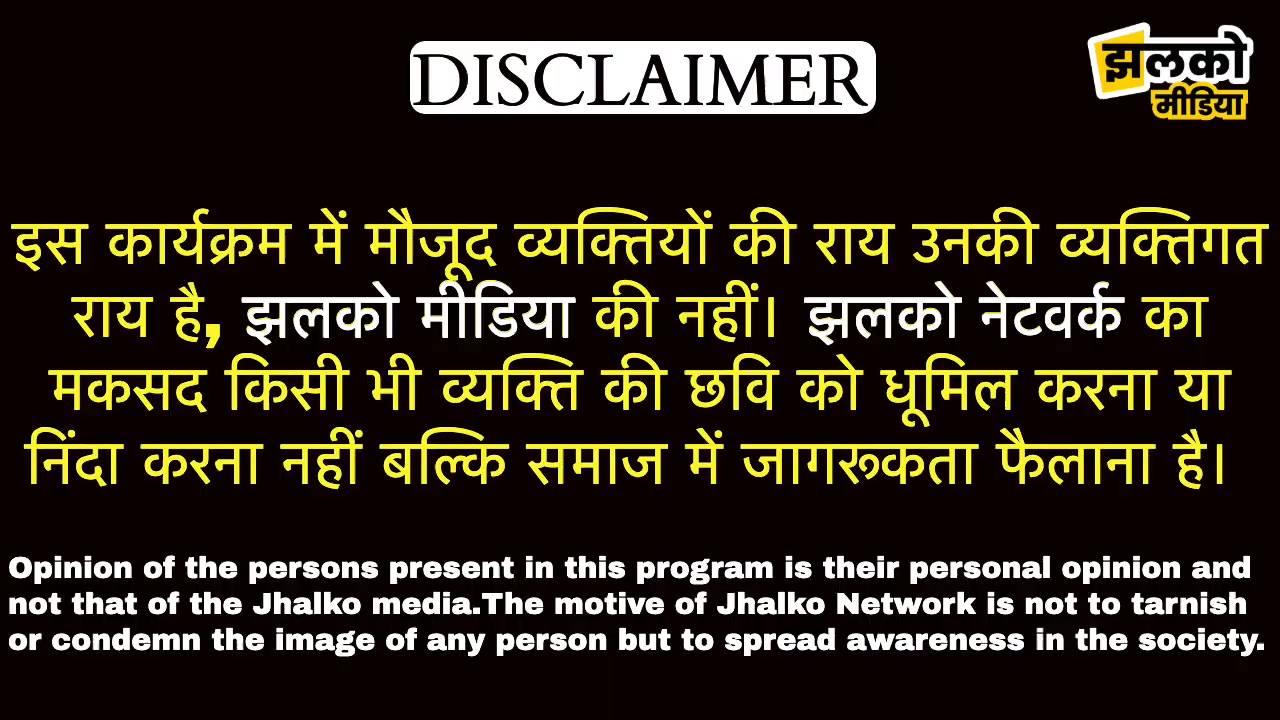 DISCLAIMER
झलको
मीडिया
इस कार्यक्रम में मौजूद व्यक्तियों की राय उनकी व्यक्तिगत
राय है, झलको मीडिया की नहीं। झलको नेटवर्क का
मकसद किसी भी व्यक्ति की छवि को धूमिल करना या
निंदा करना नहीं बल्कि समाज में जागरूकता फैलाना है।
Opinion of the persons present in this program is their personal opinion and
not that of the Jhalko media.The motive of Jhalko Network is not to tarnish
or condemn the image of any person but to spread awareness in the society.